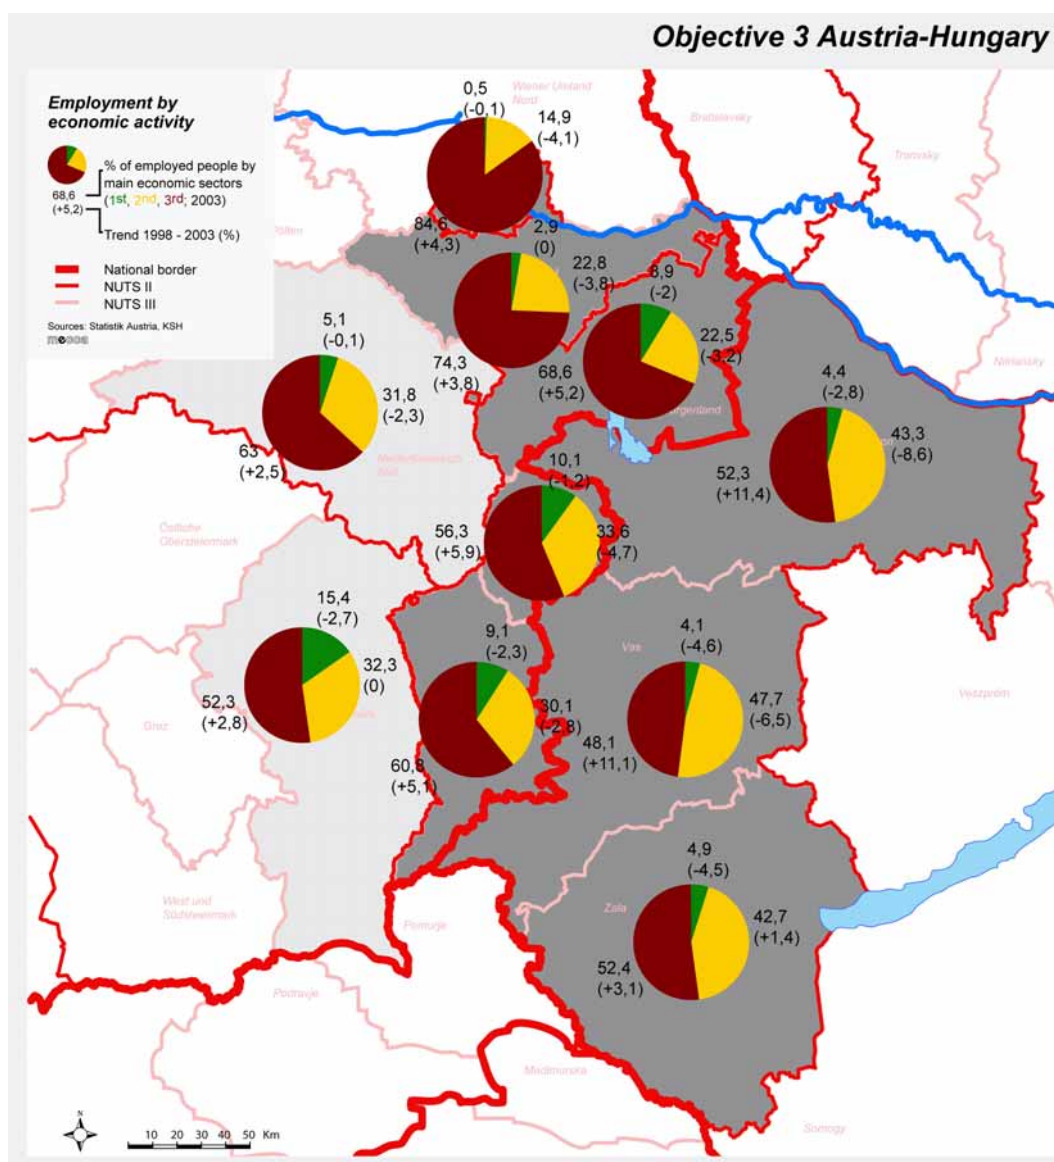 Objective 3 Austria-Hungary
Employment by
economic activity
% of employed people by
main economic sectors
(1st, 2nd, 3rd; 2003)
68,6
(+5,2)
Trend 1998 - 2003 (%)
National border
NUTS II
NUTS III
Sources: Statistik Austria, KSH
mecca
Wiener Umland
Nord
Bratislavsky
Trnavsky
Nitriansky
0,5
(-0,1)
14,9
(-4,1)
84,6
(+4,3)
2,9
(0)
22,8
(-3,8)
74,3
(+3,8)
8,9
(-2)
22,5
(-3,2)
68,6
(+5,2)
5,1
(-0,1)
31,8
(-2,3)
63
(+2,5)
4,4
(-2,8)
43,3
(-8,6)
52,3
(+11,4)
10,1
(-1,2)
33,6
(-4,7)
56,3
(+5,9)
Östliche
Obersteiermark
15,4
(-2,7)
32,3
(0)
52,3
(+2,8)
Graz
9,1
(-2,3)
30,1
(-2,8)
60,8
(+5,1)
Vas
4,1
(-4,6)
47,7
(-6,5)
48,1
(+11,1)
Veszprém
Zala
4,9
(-4,5)
42,7
(+1,4)
52,4
(+3,1)
West und
Südsteiermark
Pomurje
Podravje
Medimurska
Somogy
N
10 20 30 40 50 Km